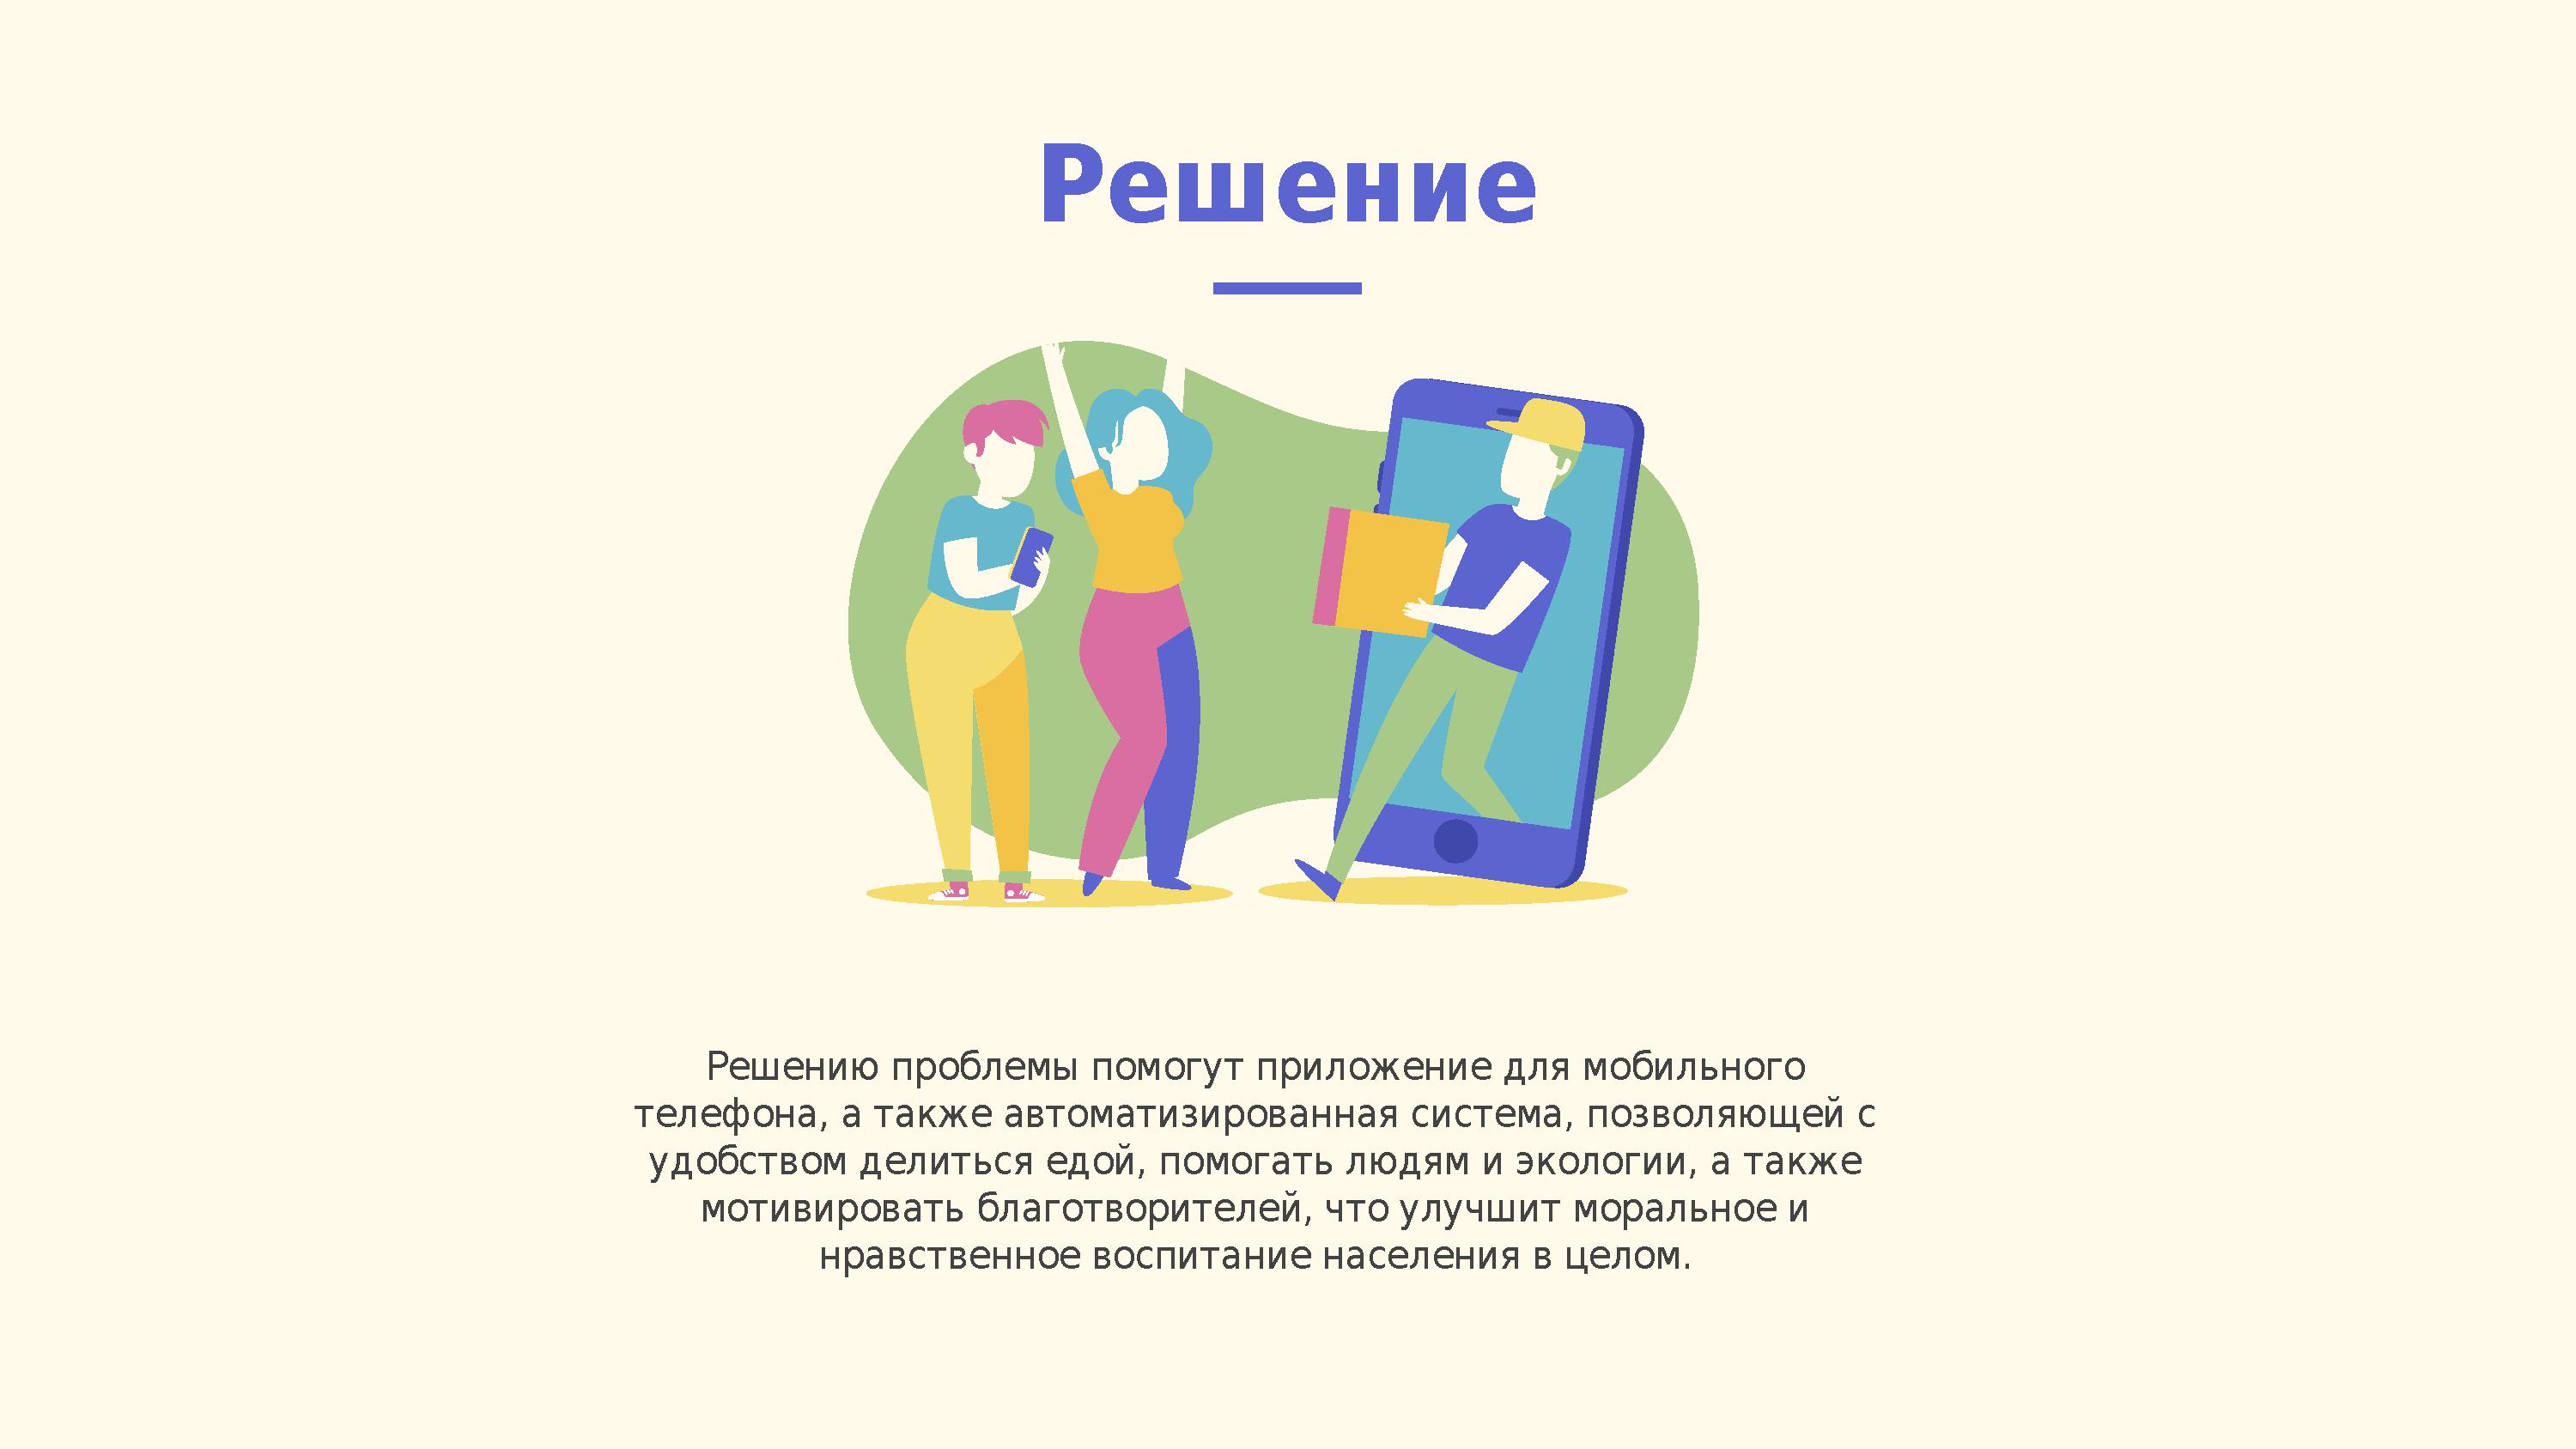 Решение
Решению проблемы помогут приложение для мобильного
телефона, а также автоматизированная система, позволяющей с
удобством делиться едой, помогать людям и экологии, а также
мотивировать благотворителей, что улучшит моральное и
нравственное воспитание населения в целом.